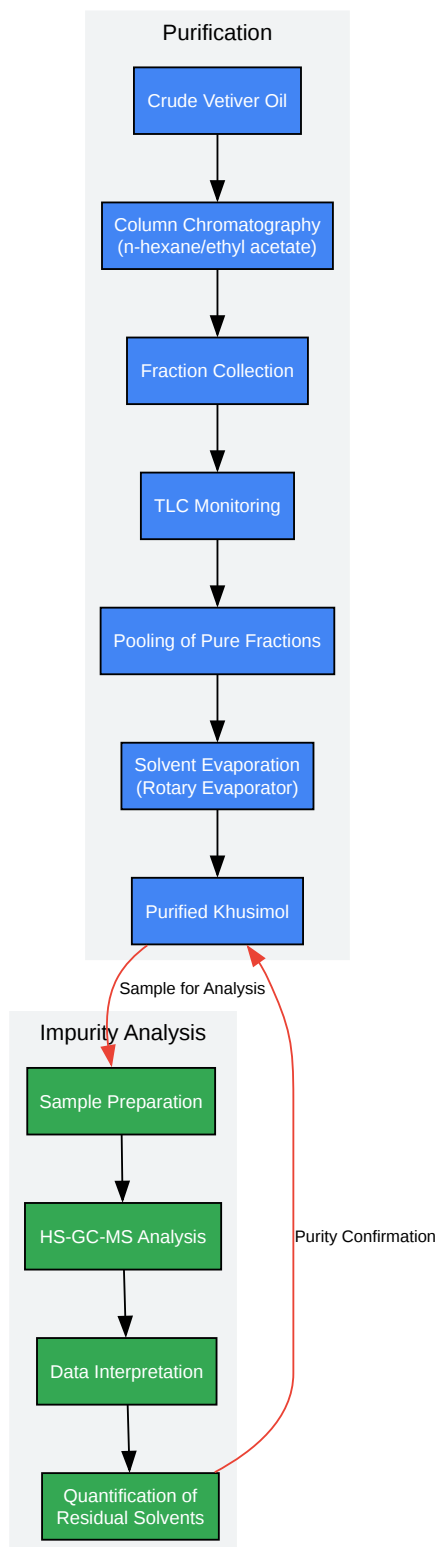 Purification
Crude Vetiver Oil
Column Chromatography
(n-hexane/ethyl acetate)
Fraction Collection
TLC Monitoring
Pooling of Pure Fractions
Solvent Evaporation
(Rotary Evaporator)
Purified Khusimol
Sample for Analysis
Impurity Analysis
Sample Preparation
HS-GC-MS Analysis
Purity Confirmation
Data Interpretation
Quantification of
Residual Solvents